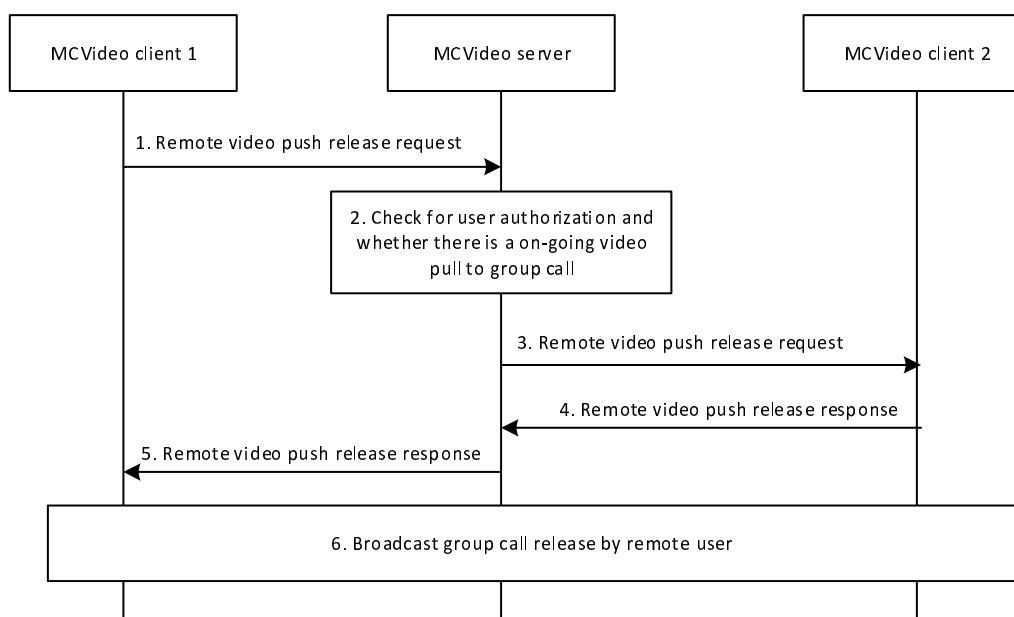 MCVideo client 1
MCVideo server
MCVideo client 2
1. Remote video push release request
2. Check for user authorization and
whether there is a on-going video
pull to group call
3. Remote video push release request
4. Remote video push release response
5. Remote video push release response
6. Broadcast group call release by remote user